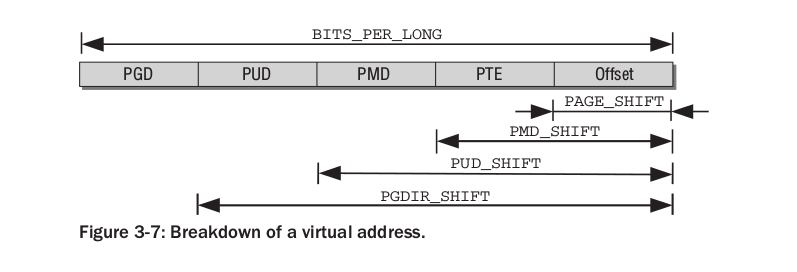 BITS_PER_LONG
PGD PUD PMD PTE Offset
PAGE_SHIFT
PMD_SHIFT
PUD_SHIFT
PGDIR_SHIFT
Figure 3-7: Breakdown of a virtual address.